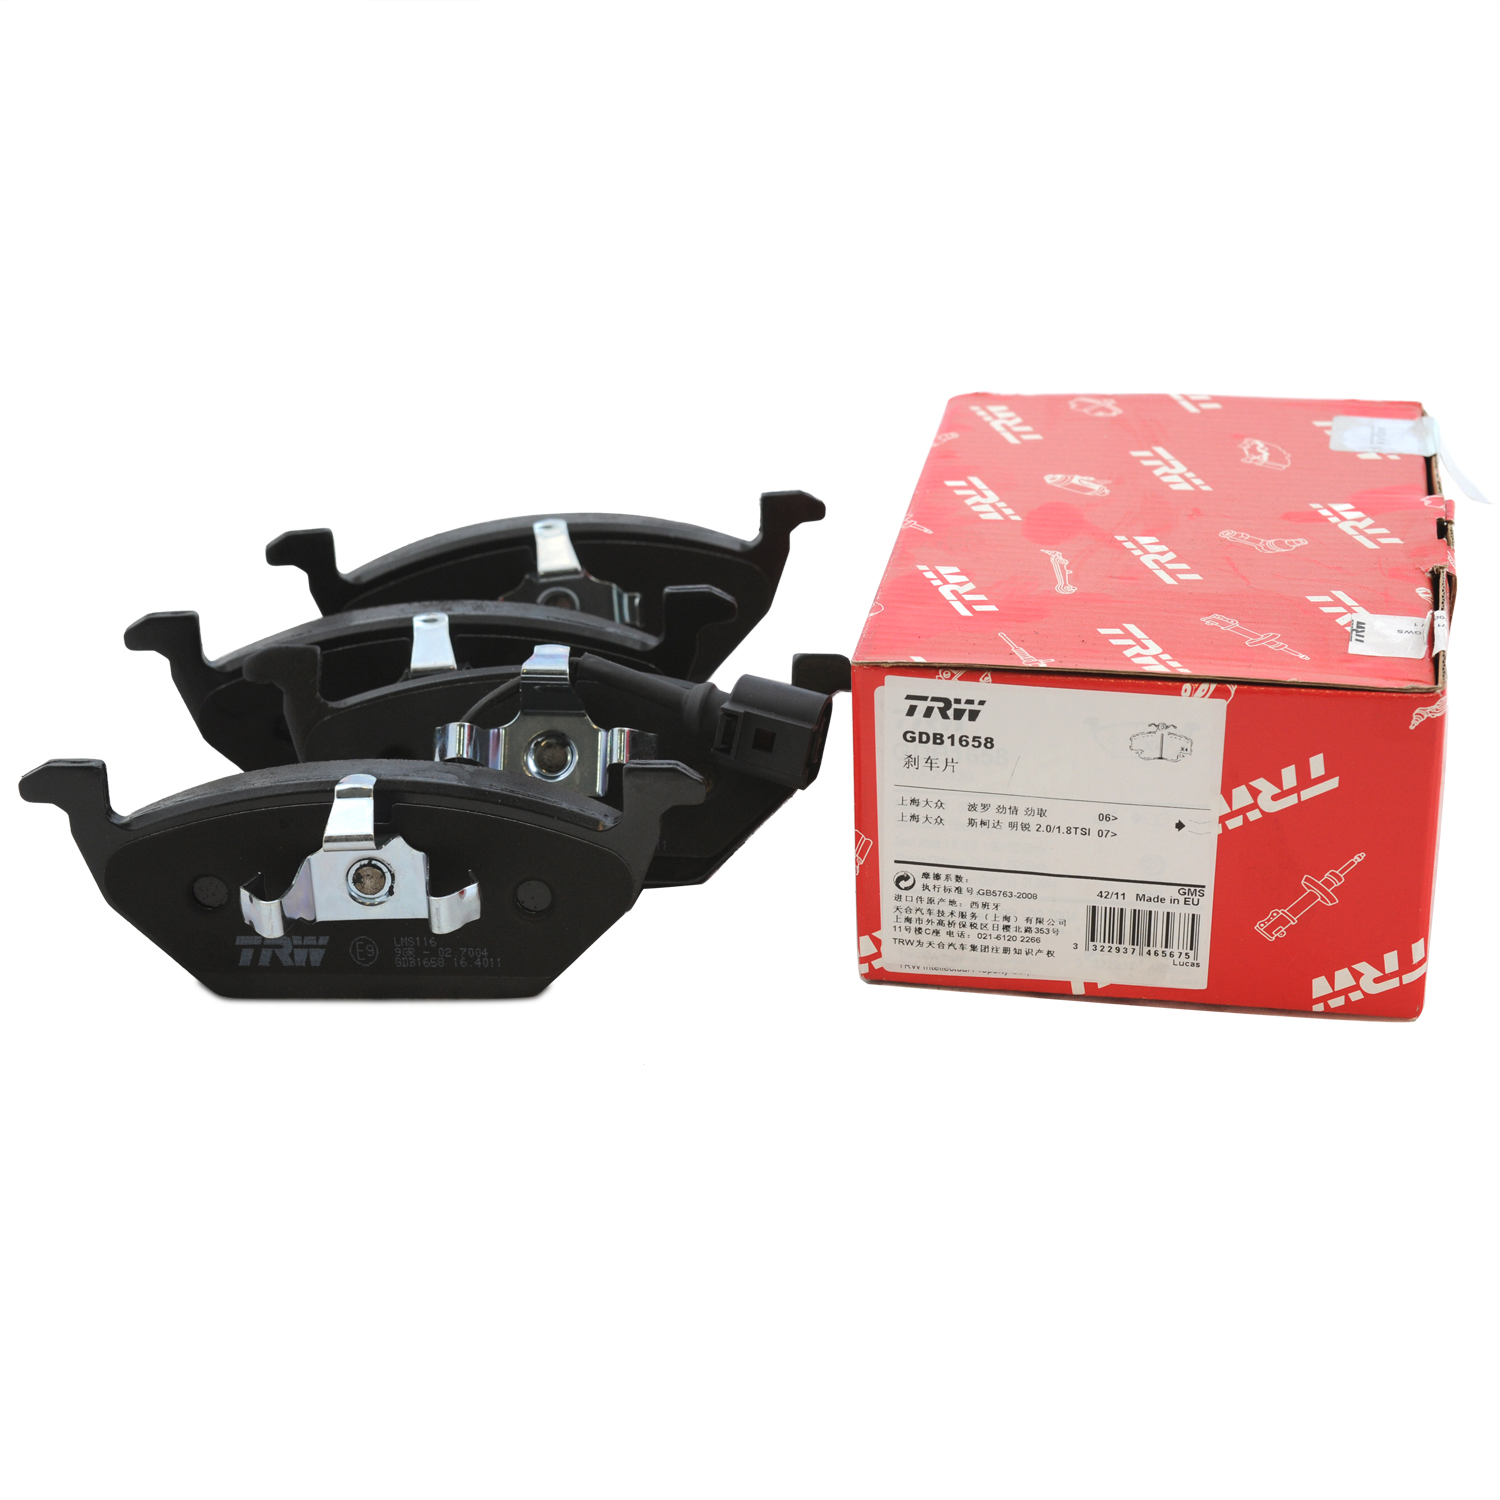 TRW
LMS116
E9
90R - 02.7004
GDB1658 16.4011
TRW
TRW
TRW
TRW
TRW
TRW
TRW
TRW
TRW
GDB1658
刹车片
上海大众 波罗 劲情 劲取 06>
上海大众 斯柯达 明锐 2.0/1.8TSI 07>
摩擦系数:
执行标准号:GB5763-2008
42/11 Made in EU
GMS
进口件原产地: 西班牙
天合汽车技术服务 (上海) 有限公司
上海市外高桥保税区日樱北路353号
11号楼C座 电话: 021-6120 2266
TRW为天合汽车集团注册知识产权
3 322937 465675
Lucas
TRW
TRW